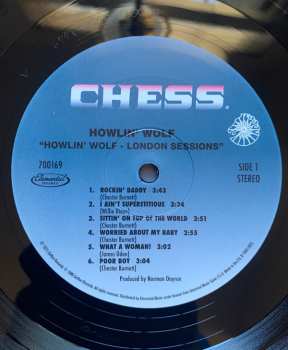 CHESS
HOWLIN' WOLF
"HOWLIN' WOLF - LONDON SESSIONS"
700169
SIDE 1
Elemental
STEREO
1. ROCKIN' DADDY 3:43
(Chester Burnett)
2. I AIN'T SUPERSTITIOUS 3:34
(Willie Dixon)
3. SITTIN' ON TOP OF THE WORLD 3:51
(Chester Burnett)
4. WORRIED ABOUT MY BABY 2:55
(Chester Burnett)
5. WHAT A WOMAN! 3:02
(James Oden)
6. POOR BOY 3:04
(Chester Burnett)
Produced by Norman Dayron